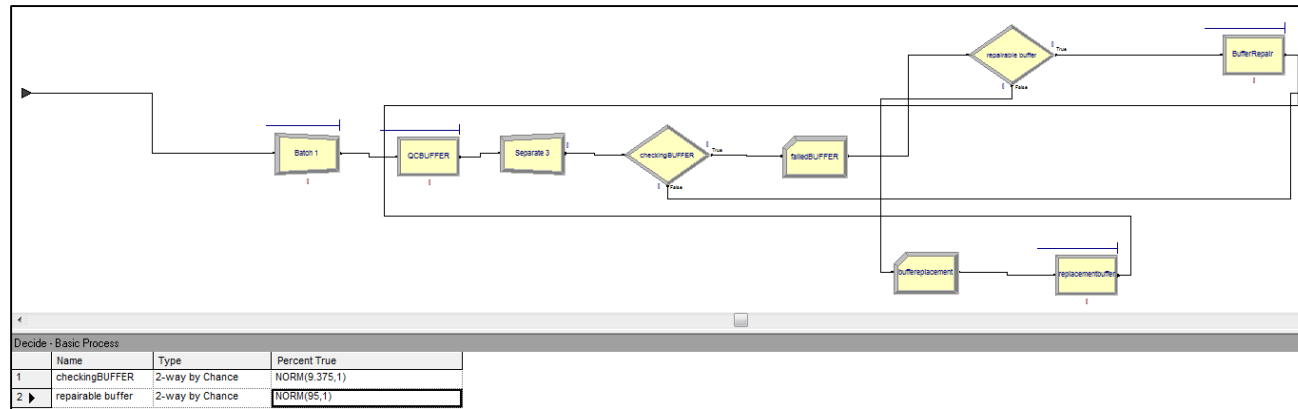 repairable buffer
True
False
BufferRepair
Batch 1
QCBUFFER
Separate 3
checkingBUFFER
True
False
failedBUFFER
buffereplacement
replacementbuffer
Decide - Basic Process
Name Type Percent True
1 checkingBUFFER 2-way by Chance NORM(9.375,1)
2 repairable buffer 2-way by Chance NORM(95,1)